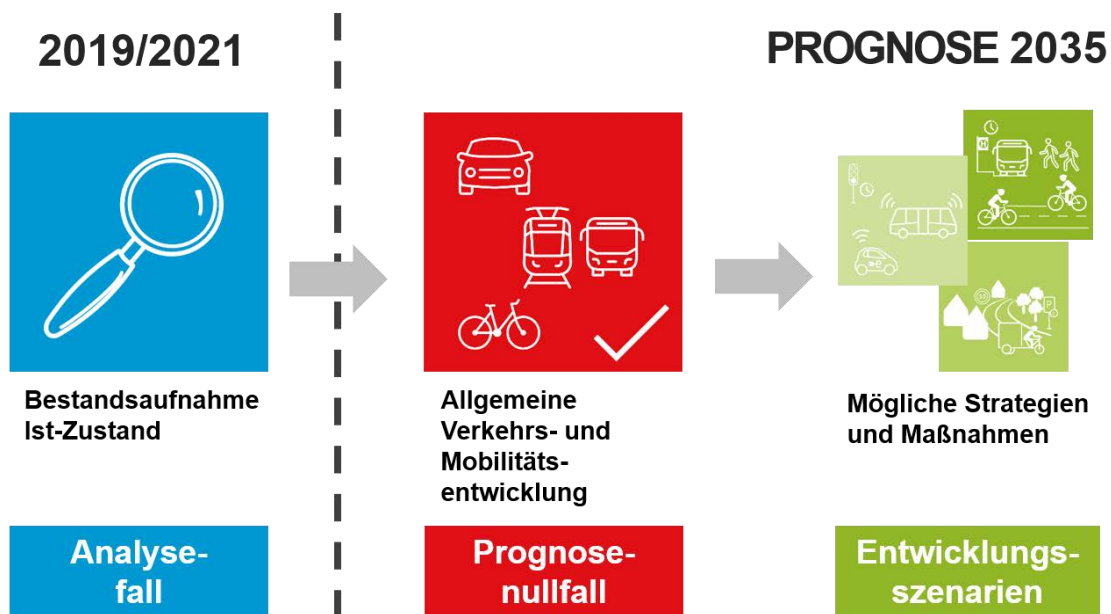 2019/2021
PROGNOSE 2035
Bestandsaufnahme
Ist-Zustand
Allgemeine
Verkehrs- und
Mobilitäts-
entwicklung
Mögliche Strategien
und Maßnahmen
Analyse-
fall
Prognose-
nullfall
Entwicklungs-
szenarien